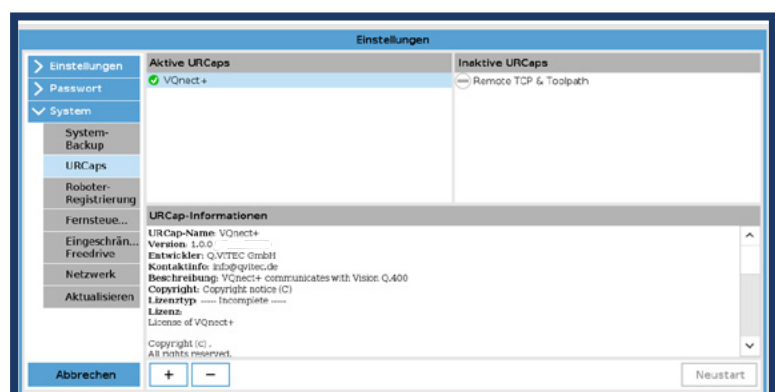 Einstellungen
Einstellungen
Passwort
System
System-
Backup
URCaps
Roboter-
Registrierung
Fernsteue...
Eingeschrän...
Freedrive
Netzwerk
Aktualisieren
Abbrechen
Aktive URCaps
VQnect+
Inaktive URCaps
Remote TCP & Toolpath
URCap-Informationen
URCap-Name: VQnect+
Version: 1.0.0
Entwickler: Q.VITEC GmbH
Kontaktinfo: info@qvitec.de
Beschreibung: VQnect+ communicates with Vision Q.400
Copyright: Copyright notice (C)
Lizenztyp: ----- Incomplete -----
Lizenz:
License of VQnect+
Copyright (c) .
All rights reserved.
+ −
Neustart